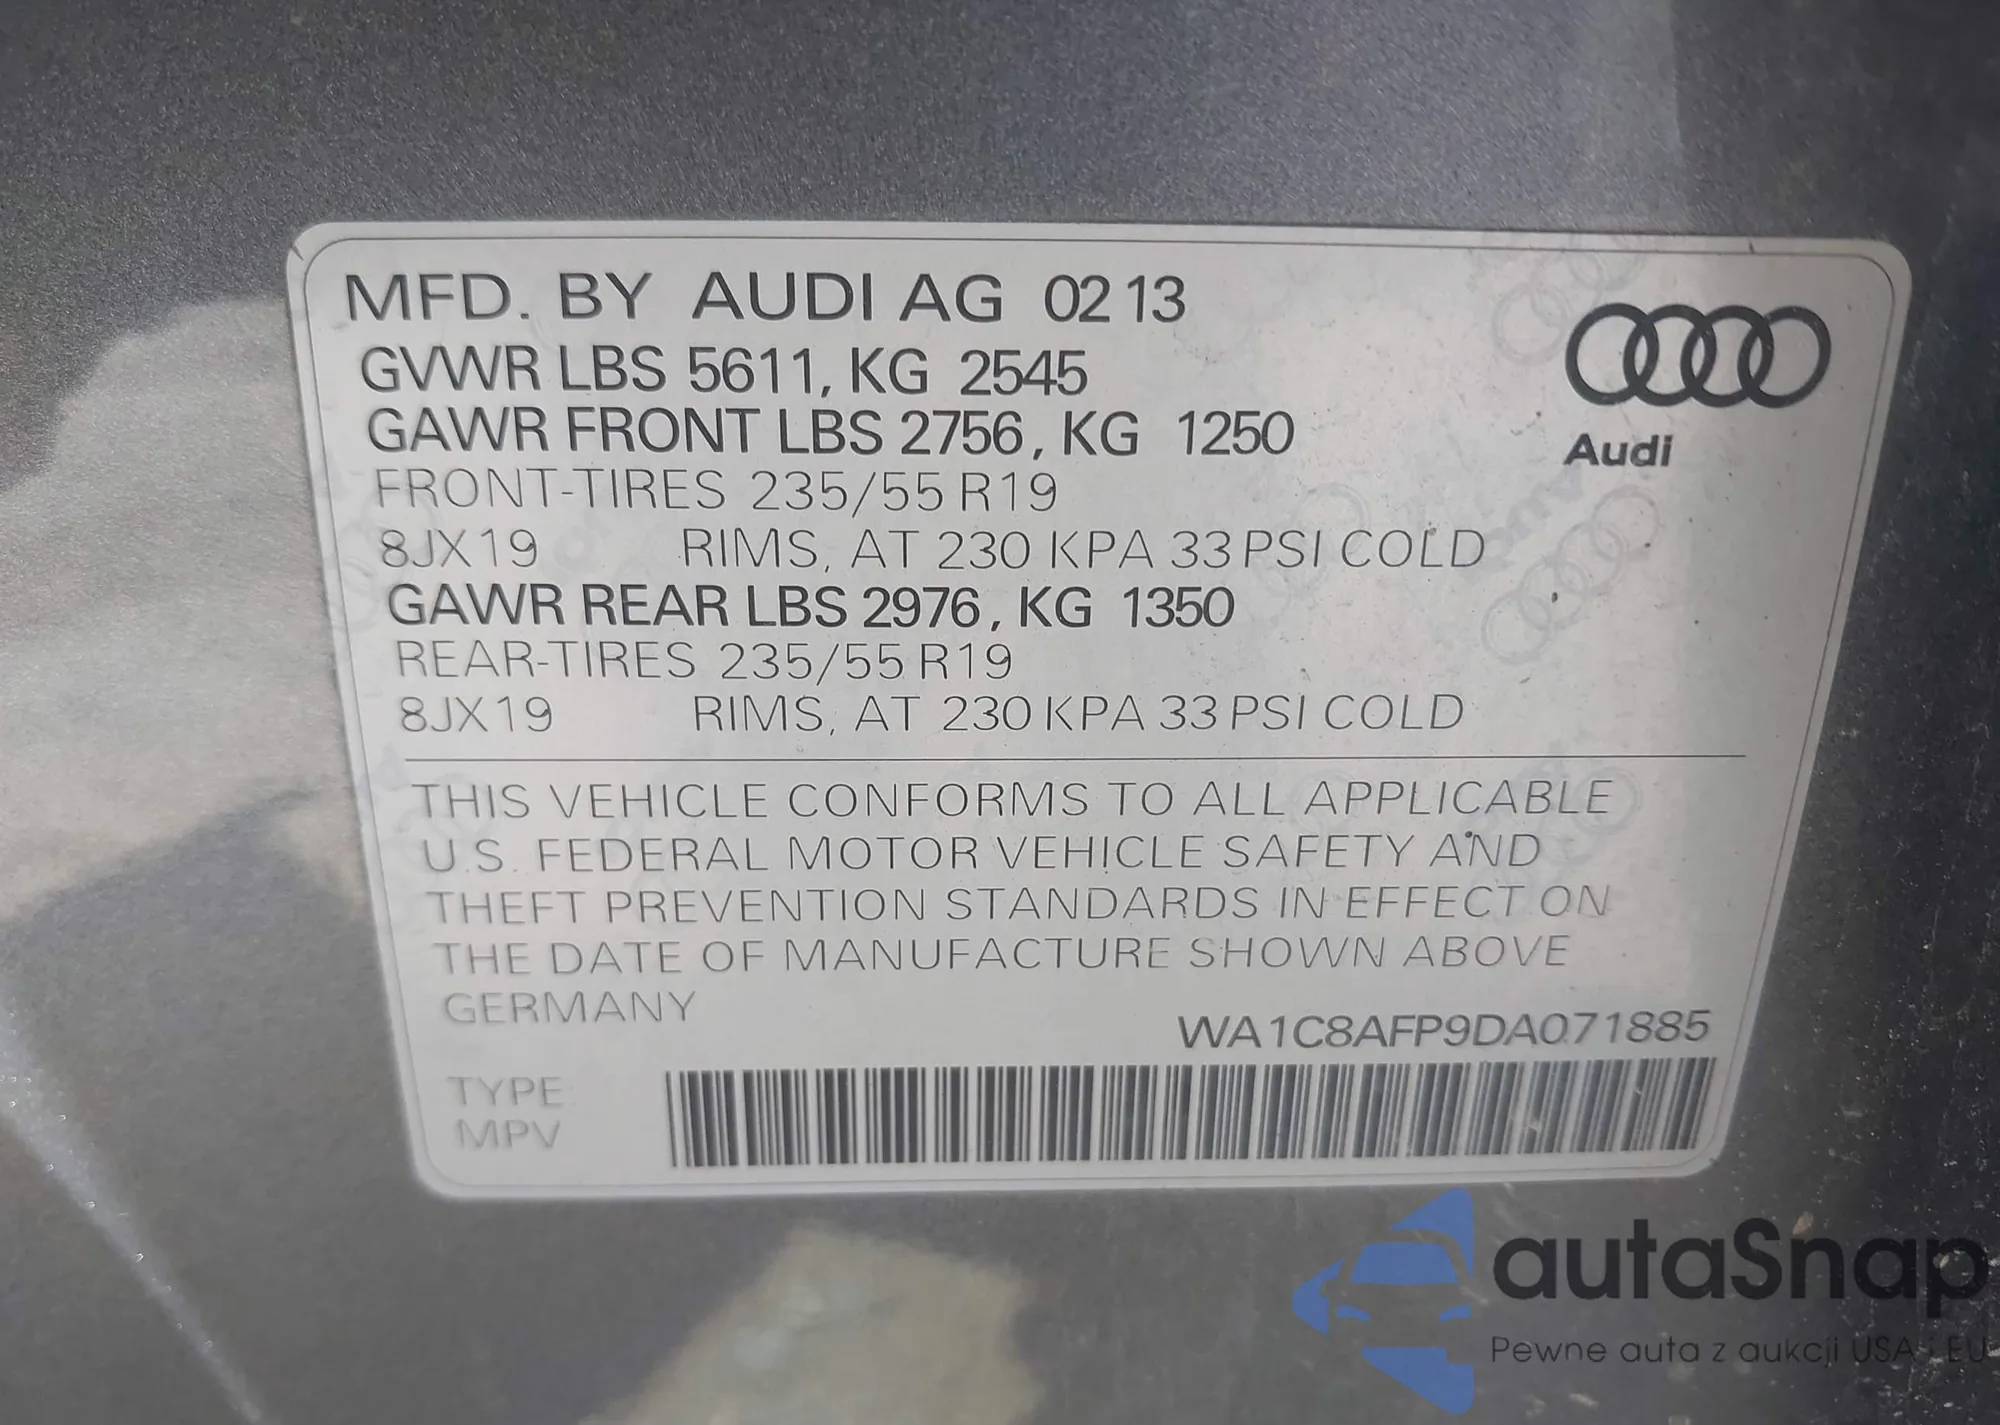 MFD. BY AUDI AG 02 13
GVWR LBS 5611, KG 2545
GAWR FRONT LBS 2756, KG 1250
FRONT-TIRES 235/55 R19
8JX19 RIMS, AT 230 KPA 33 PSI COLD
GAWR REAR LBS 2976, KG 1350
REAR-TIRES 235/55 R19
8JX19 RIMS, AT 230 KPA 33 PSI COLD
Audi
THIS VEHICLE CONFORMS TO ALL APPLICABLE
U.S. FEDERAL MOTOR VEHICLE SAFETY AND
THEFT PREVENTION STANDARDS IN EFFECT ON
THE DATE OF MANUFACTURE SHOWN ABOVE
GERMANY
WA1C8AFP9DA071885
TYPE:
MPV
autaSnap
Pewne auta z aukcji USA i EU